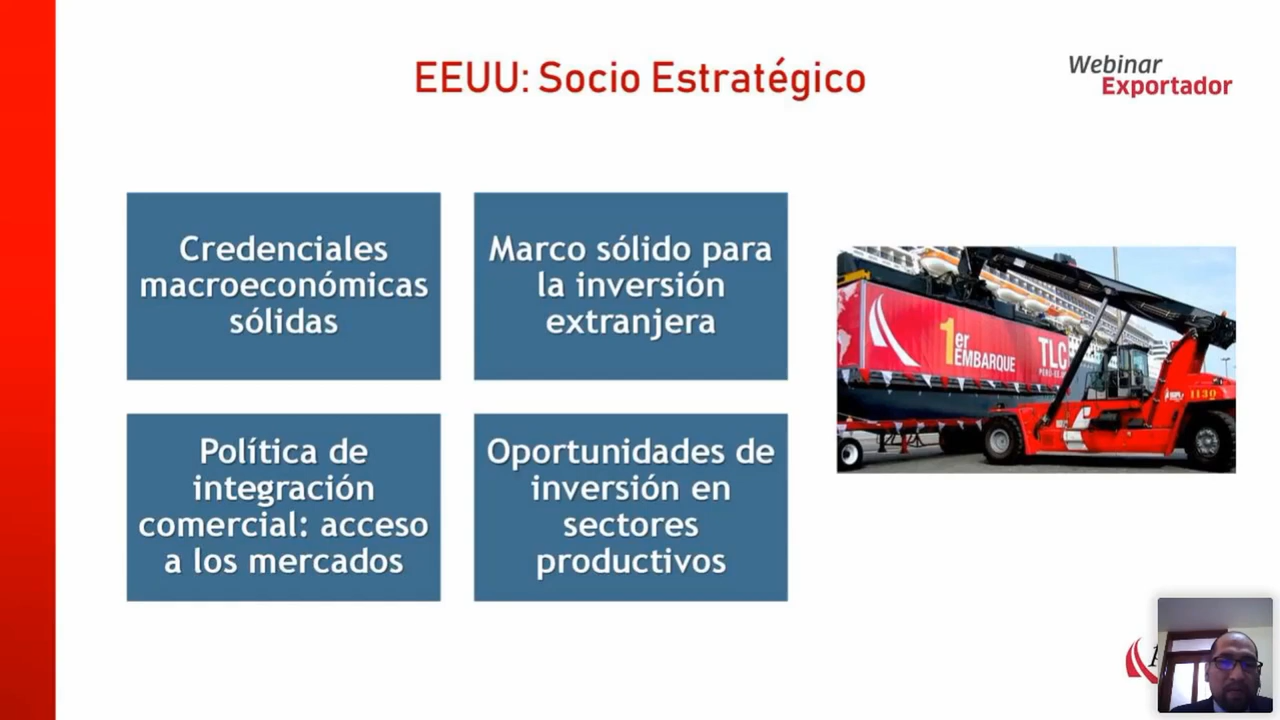 EEUU: Socio Estratégico
Webinar
Exportador
Credenciales
macroeconómicas
sólidas
Marco sólido para
la inversión
extranjera
Política de
integración
comercial: acceso
a los mercados
Oportunidades de
inversión en
sectores
productivos
1er
EMBARQUE
TLC
1130